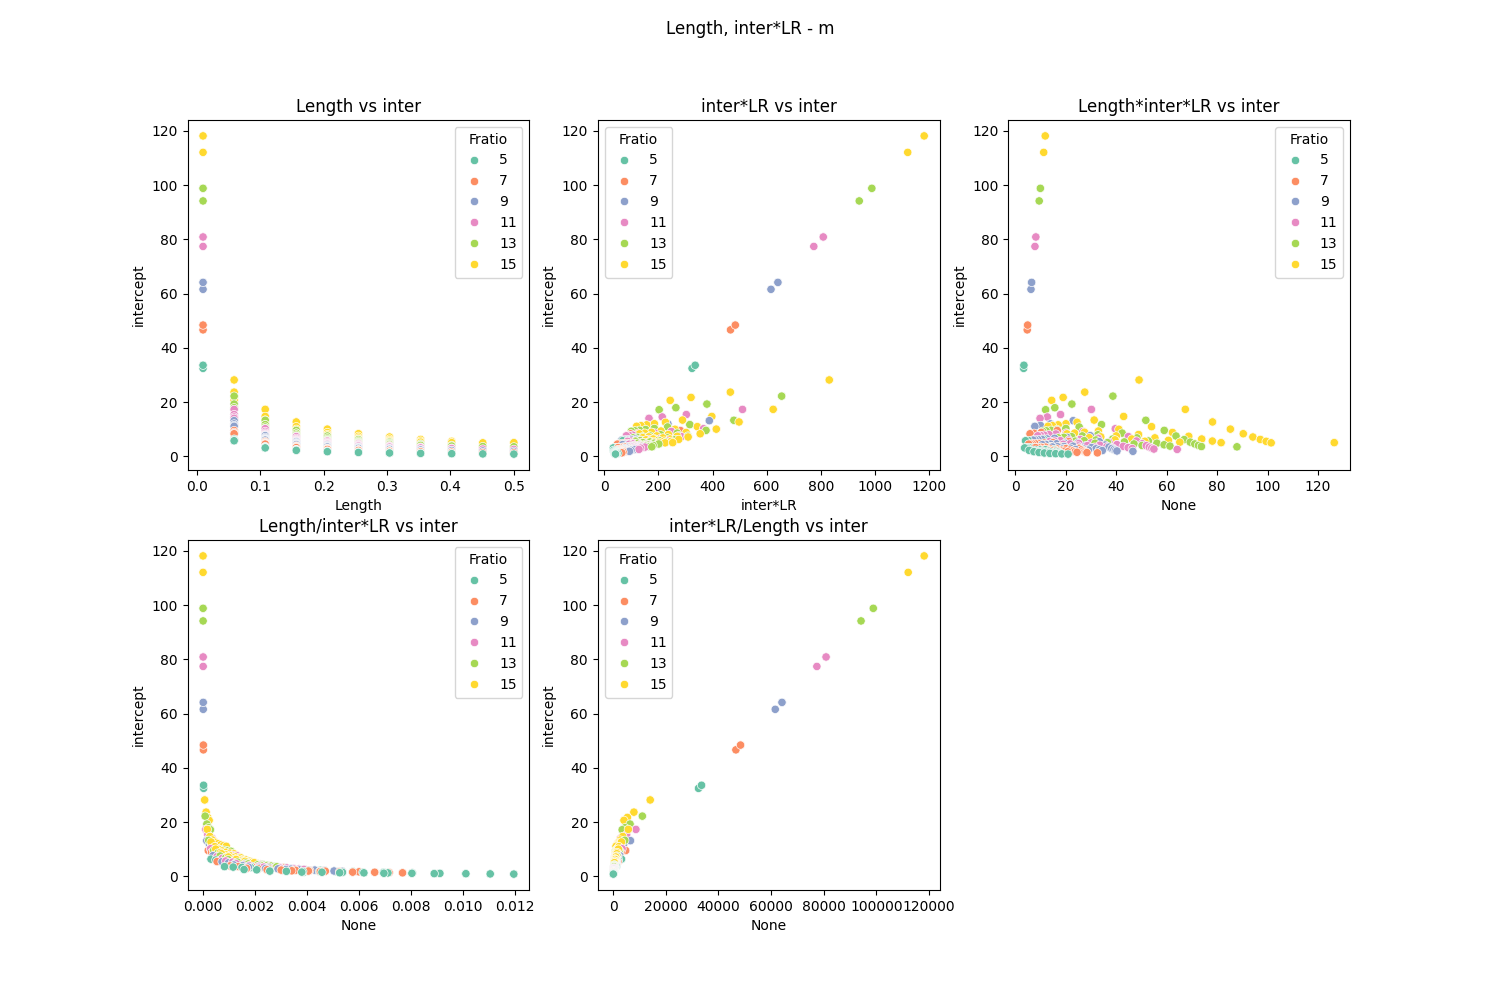 Length, inter*LR - m
Length vs inter
inter*LR vs inter
Length*inter*LR vs inter
120
100
80
60
40
20
0
intercept
Fratio
5
7
9
11
13
15
0.0 0.1 0.2 0.3 0.4 0.5
Length
120
100
80
60
40
20
0
intercept
Fratio
5
7
9
11
13
15
0 200 400 600 800 1000 1200
inter*LR
120
100
80
60
40
20
0
intercept
Fratio
5
7
9
11
13
15
0 20 40 60 80 100 120
None
Length/inter*LR vs inter
inter*LR/Length vs inter
120
100
80
60
40
20
0
intercept
Fratio
5
7
9
11
13
15
0.000 0.002 0.004 0.006 0.008 0.010 0.012
None
120
100
80
60
40
20
0
intercept
Fratio
5
7
9
11
13
15
0 20000 40000 60000 80000 100000 120000
None